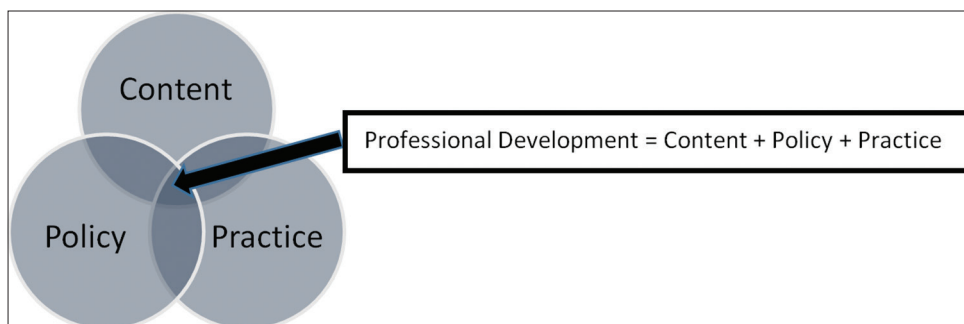 Content
Professional Development = Content + Policy + Practice
Policy
Practice